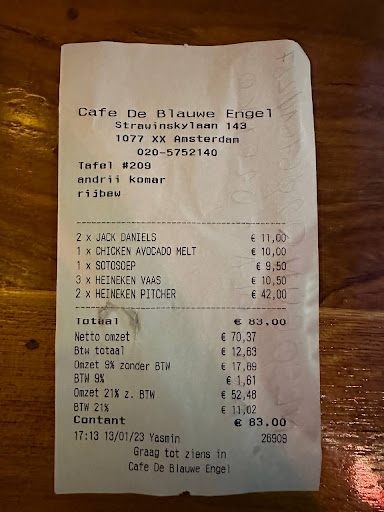 Cafe De Blauwe Engel
Strawinskylaan 143
1077 XX Amsterdam
020-5752140
Tafel #209
andrii komar
rijbew
2 x JACK DANIELS € 11,00
1 x CHICKEN AVOCADO MELT € 10,00
1 x SOTOSOEP € 9,50
3 x HEINEKEN VAAS € 10,50
2 x HEINEKEN PITCHER € 42,00
Totaal € 83,00
Netto omzet € 70,37
Btw totaal € 12,63
Omzet 9% zonder BTW € 17,89
BTW 9% € 1,61
Omzet 21% z. BTW € 52,48
BTW 21% € 11,02
Contant € 83,00
17:13 13/01/23 Yasmin 26909
Graag tot ziens in
Cafe De Blauwe Engel